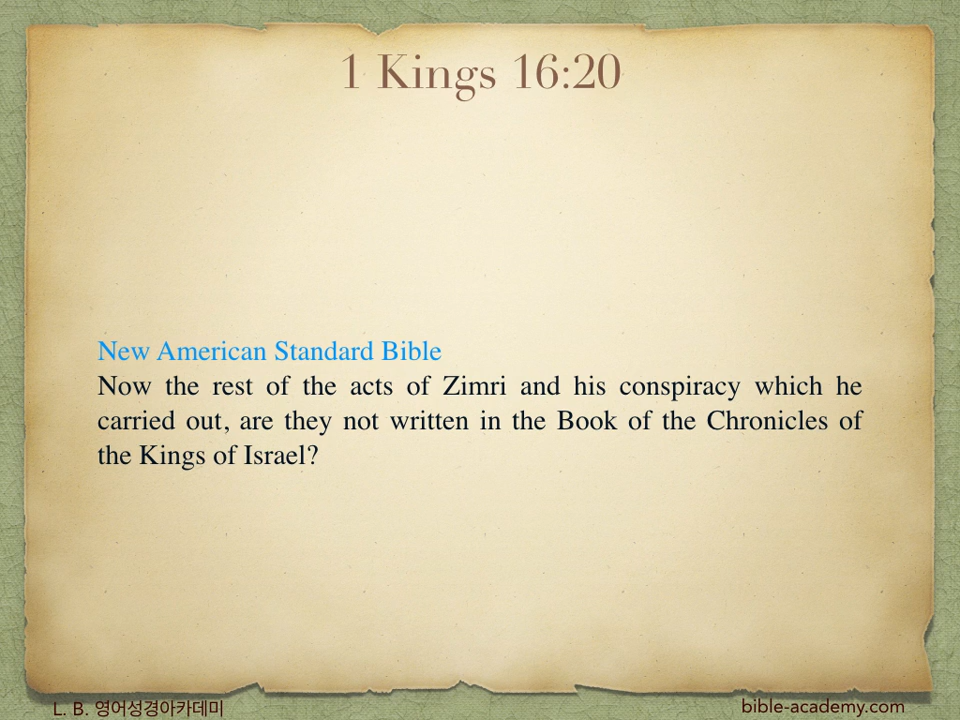 1 Kings 16:20
New American Standard Bible
Now the rest of the acts of Zimri and his conspiracy which he
carried out, are they not written in the Book of the Chronicles of
the Kings of Israel?
L. B. 영어성경아카데미
bible-academy.com